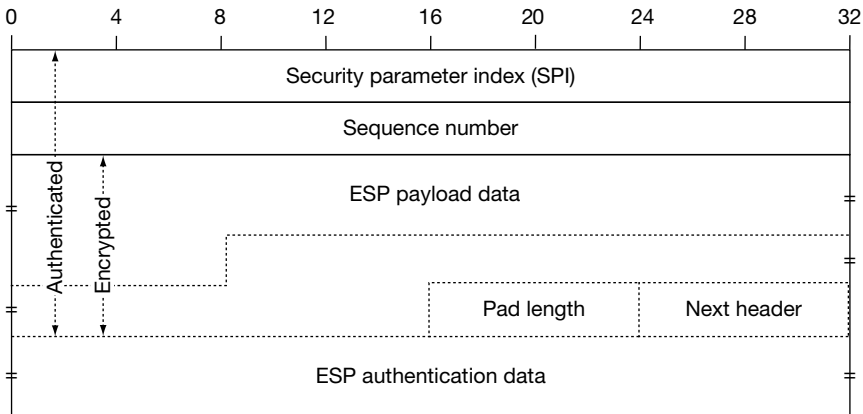 0 4 8 12 16 20 24 28 32
Security parameter index (SPI)
Sequence number
ESP payload data
Authenticated
Encrypted
Pad length
Next header
ESP authentication data